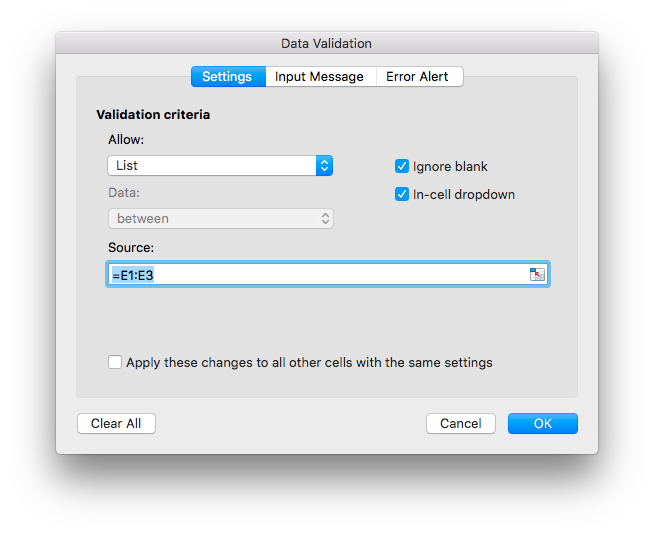 Data Validation
Settings Input Message Error Alert
Validation criteria
Allow:
List
Ignore blank
Data:
In-cell dropdown
between
Source:
=E1:E3
Apply these changes to all other cells with the same settings
Clear All Cancel OK